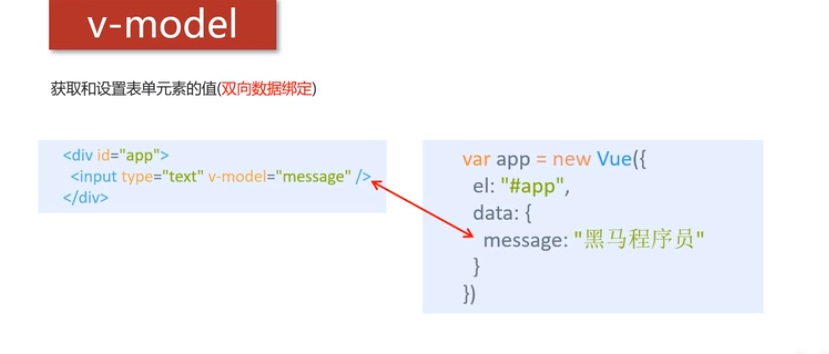 v-model
获取和设置表单元素的值(双向数据绑定)
<div id="app">
<input type="text" v-model="message" />
</div>
var app = new Vue({
el: "#app",
data: {
message: "黑马程序员"
}
})